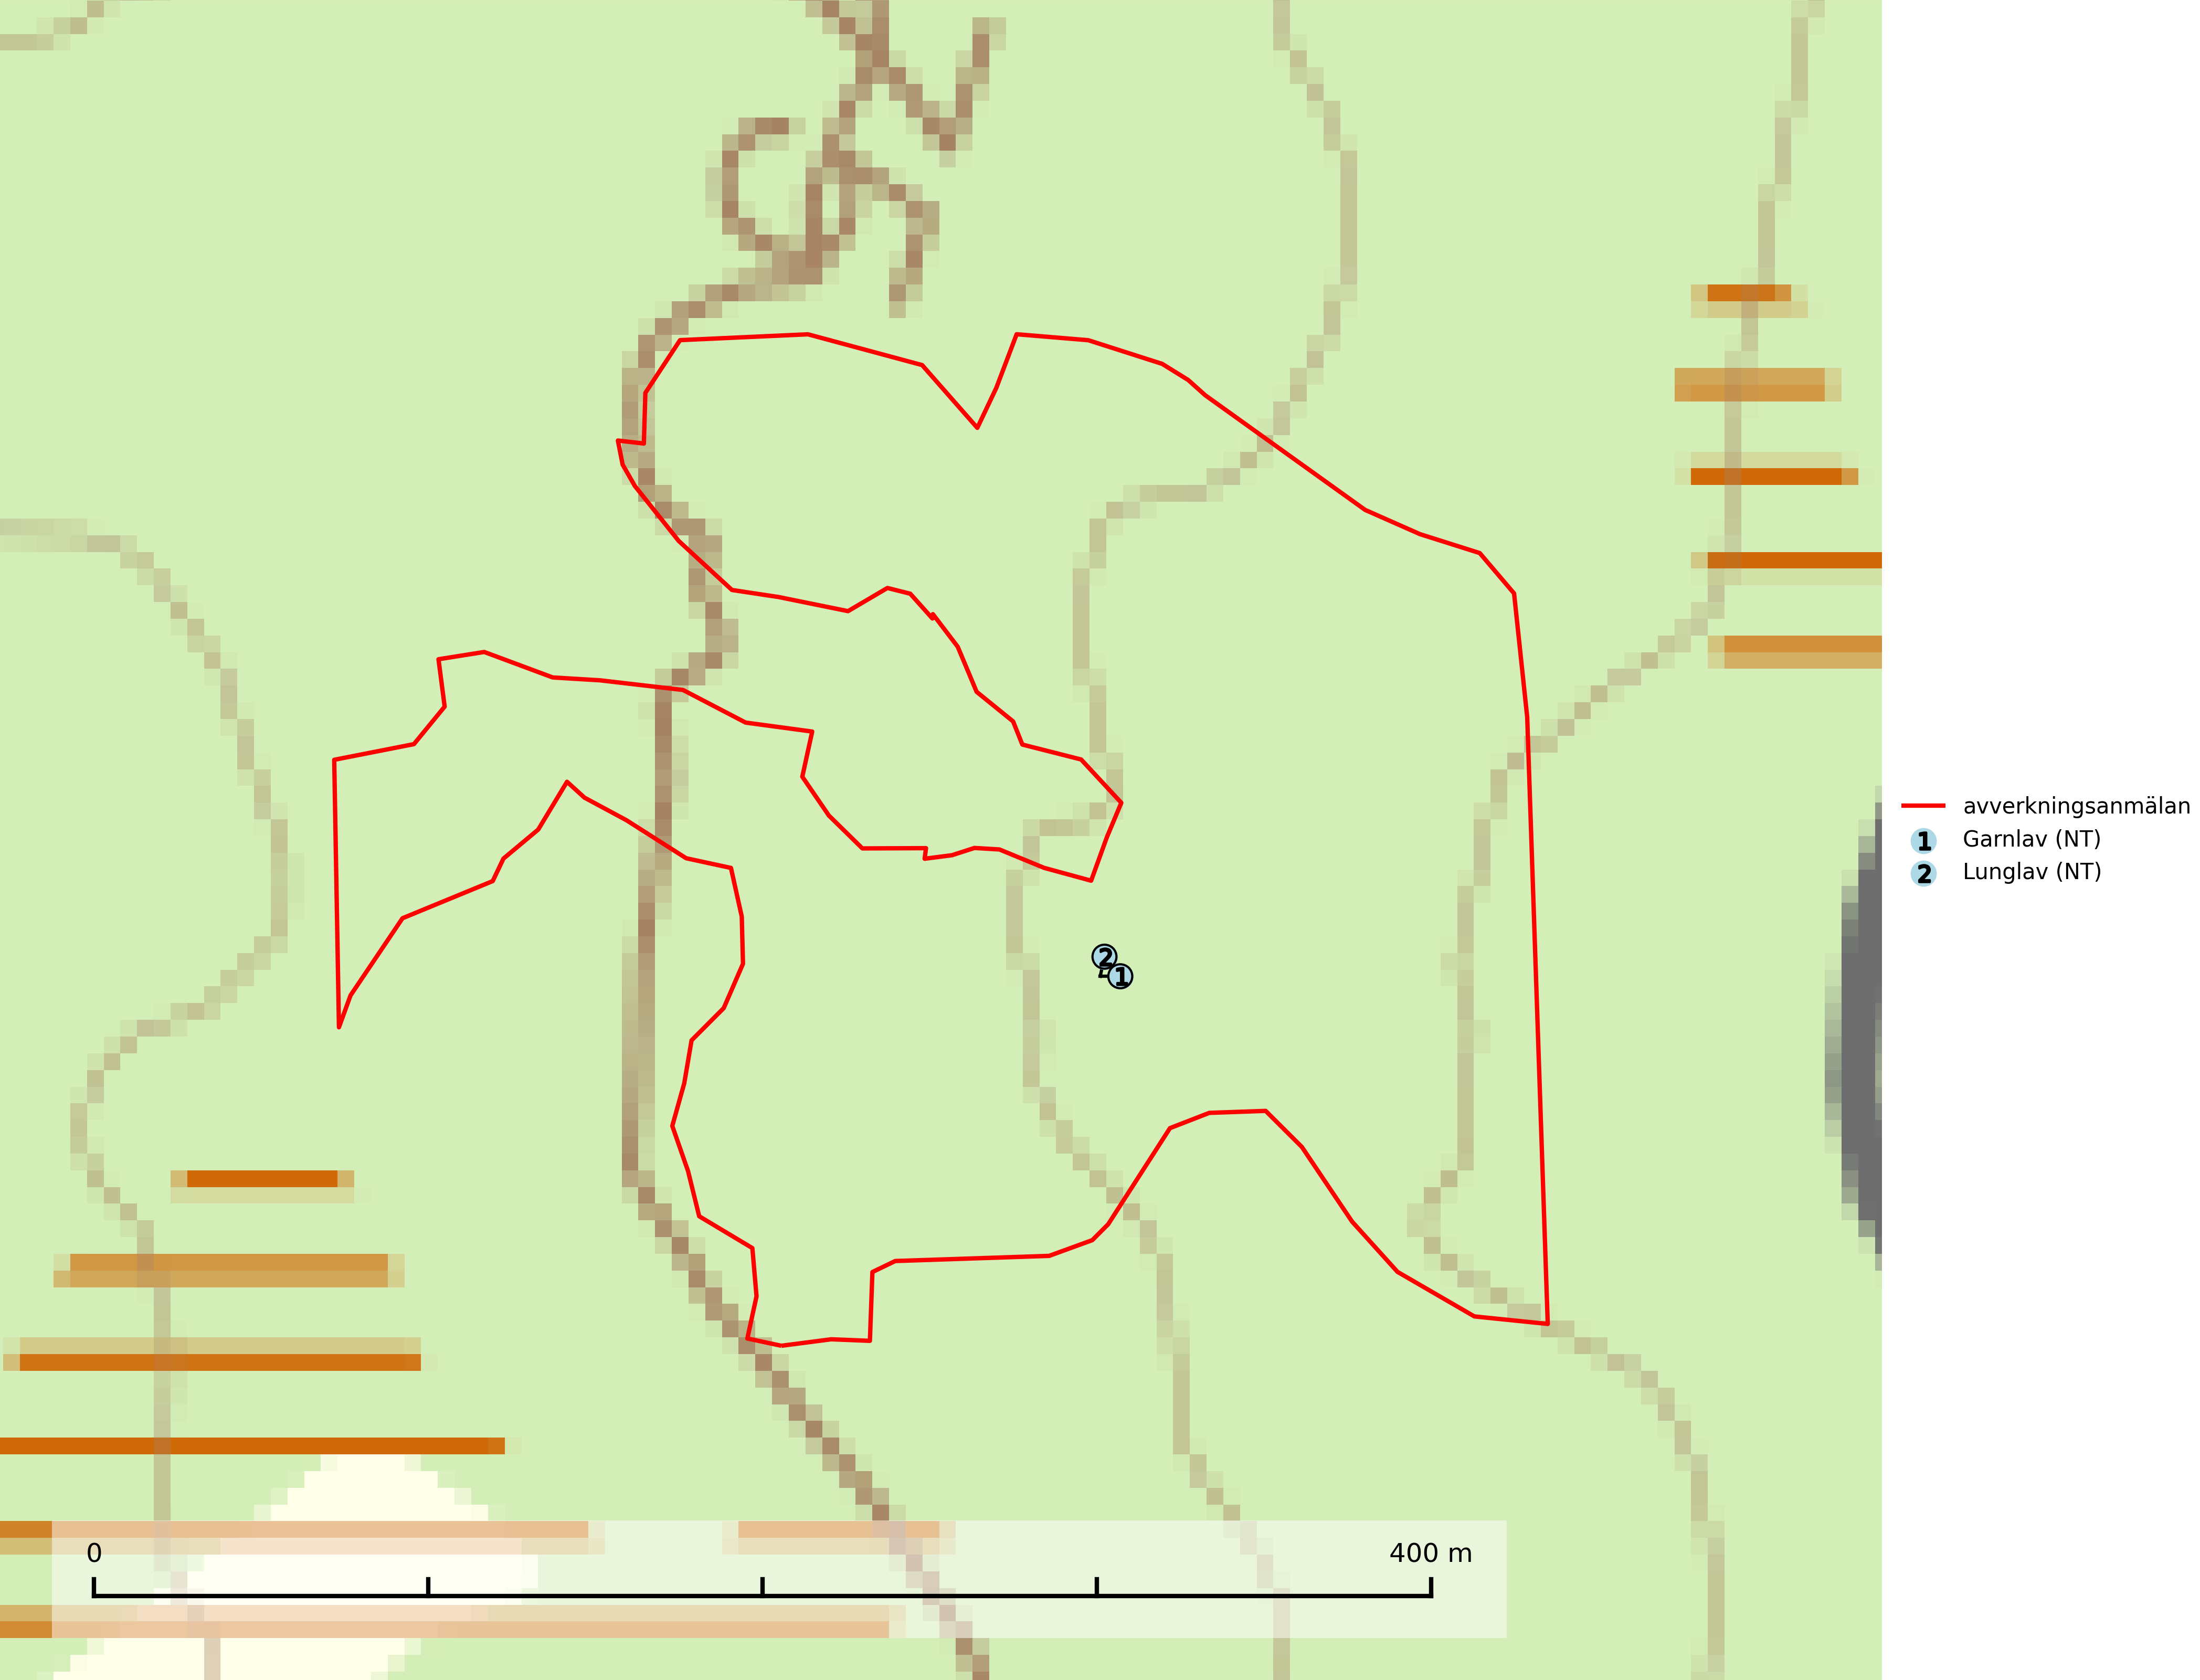 avverkningsanmälan
1 Garnlav (NT)
2 Lunglav (NT)
2
1
0 400 m